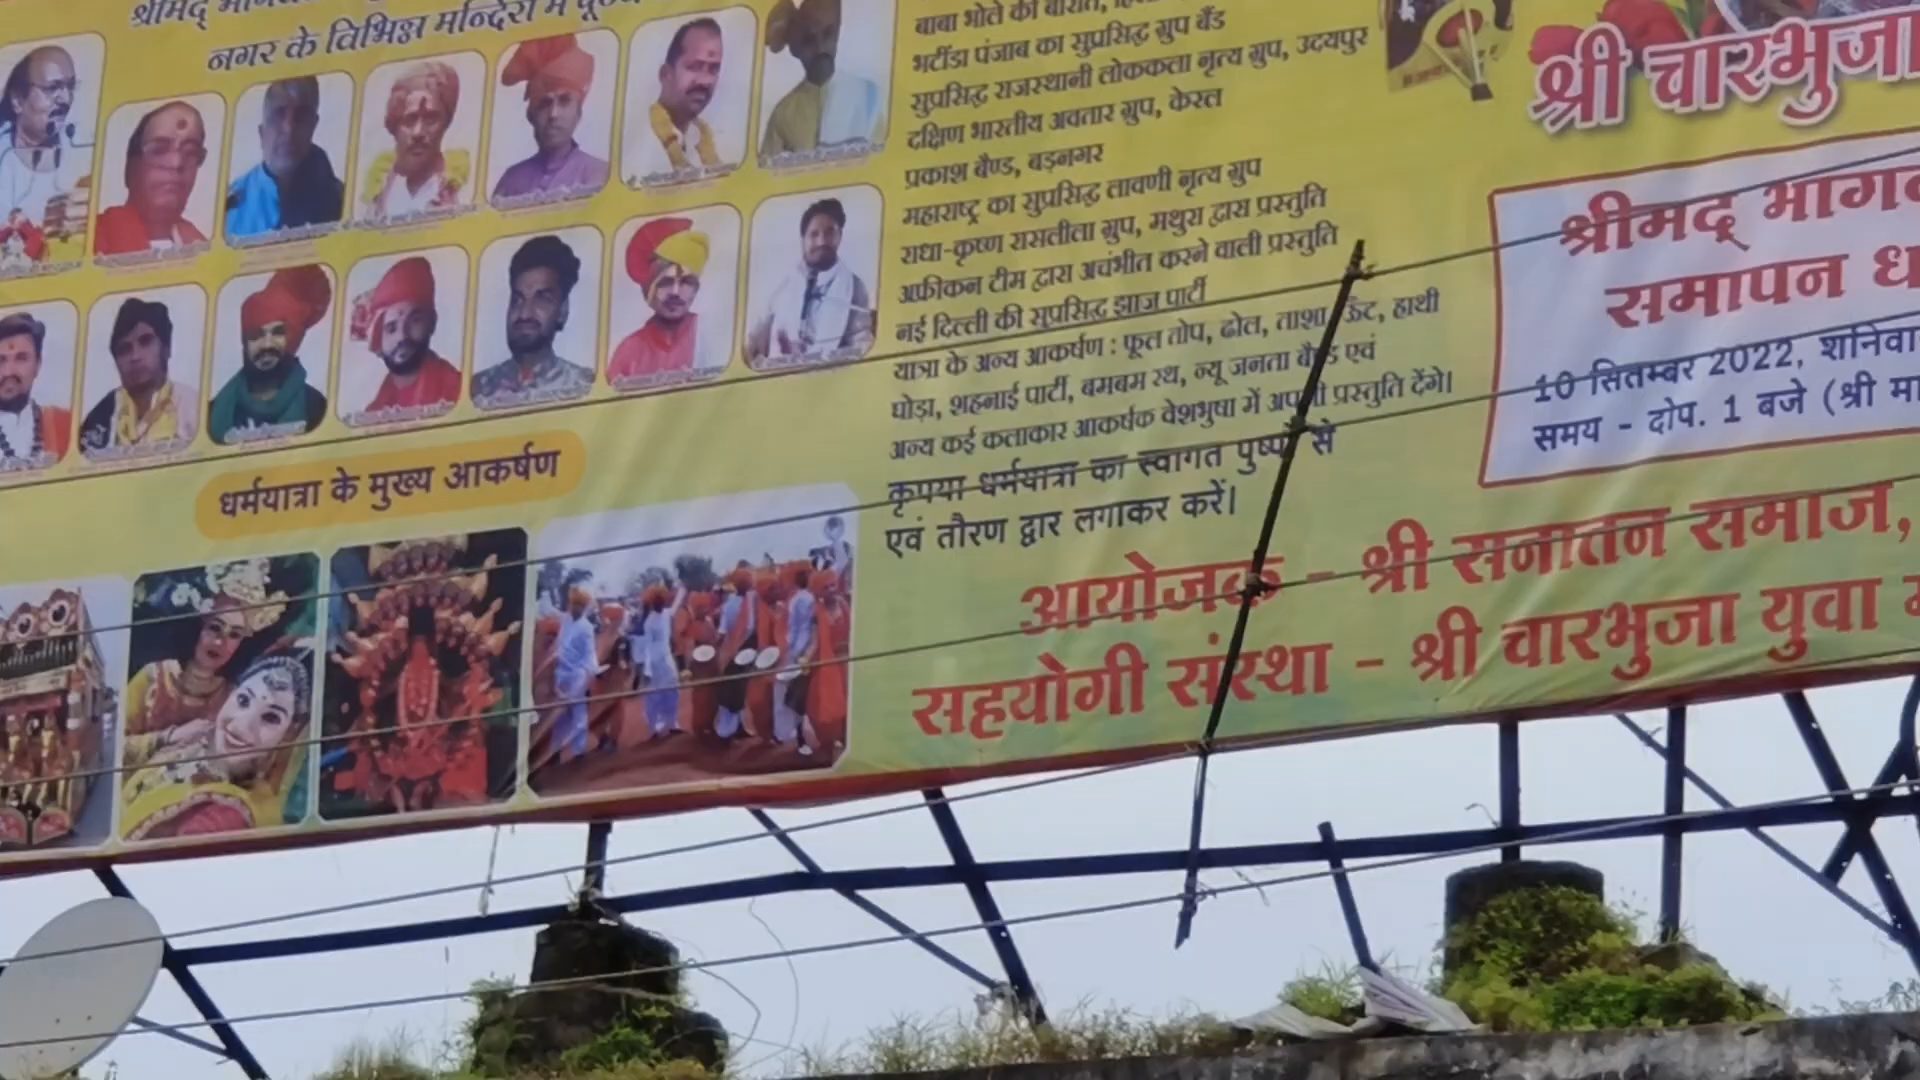 श्रीमद्
नगर के विभिन्न मन्दिरों में
बाबा भोले की बारात,
भटींडा पंजाब का सुप्रसिद्ध ग्रुप बैंड
सुप्रसिद्ध राजस्थानी लोककला नृत्य ग्रुप, उदयपुर
दक्षिण भारतीय अवतार ग्रुप, केरल
प्रकाश बैण्ड, बड़नगर
महाराष्ट्र का सुप्रसिद्ध लावणी नृत्य ग्रुप
राधा-कृष्ण रासलीला ग्रुप, मथुरा द्वारा प्रस्तुति
अफ्रीकन टीम द्वारा अचंभीत करने वाली प्रस्तुति
नई दिल्ली की सुप्रसिद्ध झाज पार्टी
यात्रा के अन्य आकर्षण : फूल तोप, ढोल, ताशा, ऊँट, हाथी
घोड़ा, शहनाई पार्टी, बमबम रथ, न्यू जनता बैण्ड एवं
अन्य कई कलाकार आकर्षक वेशभुषा में अपनी प्रस्तुति देंगे।
कृपया धर्मयात्रा का स्वागत पुष्पों से
एवं तौरण द्वार लगाकर करें।
धर्मयात्रा के मुख्य आकर्षण
श्री चारभुजा
श्रीमद् भागव
समापन ध
10 सितम्बर 2022, शनिवा
समय - दोप. 1 बजे (श्री मा
आयोजक - श्री सनातन समाज,
सहयोगी संस्था - श्री चारभुजा युवा